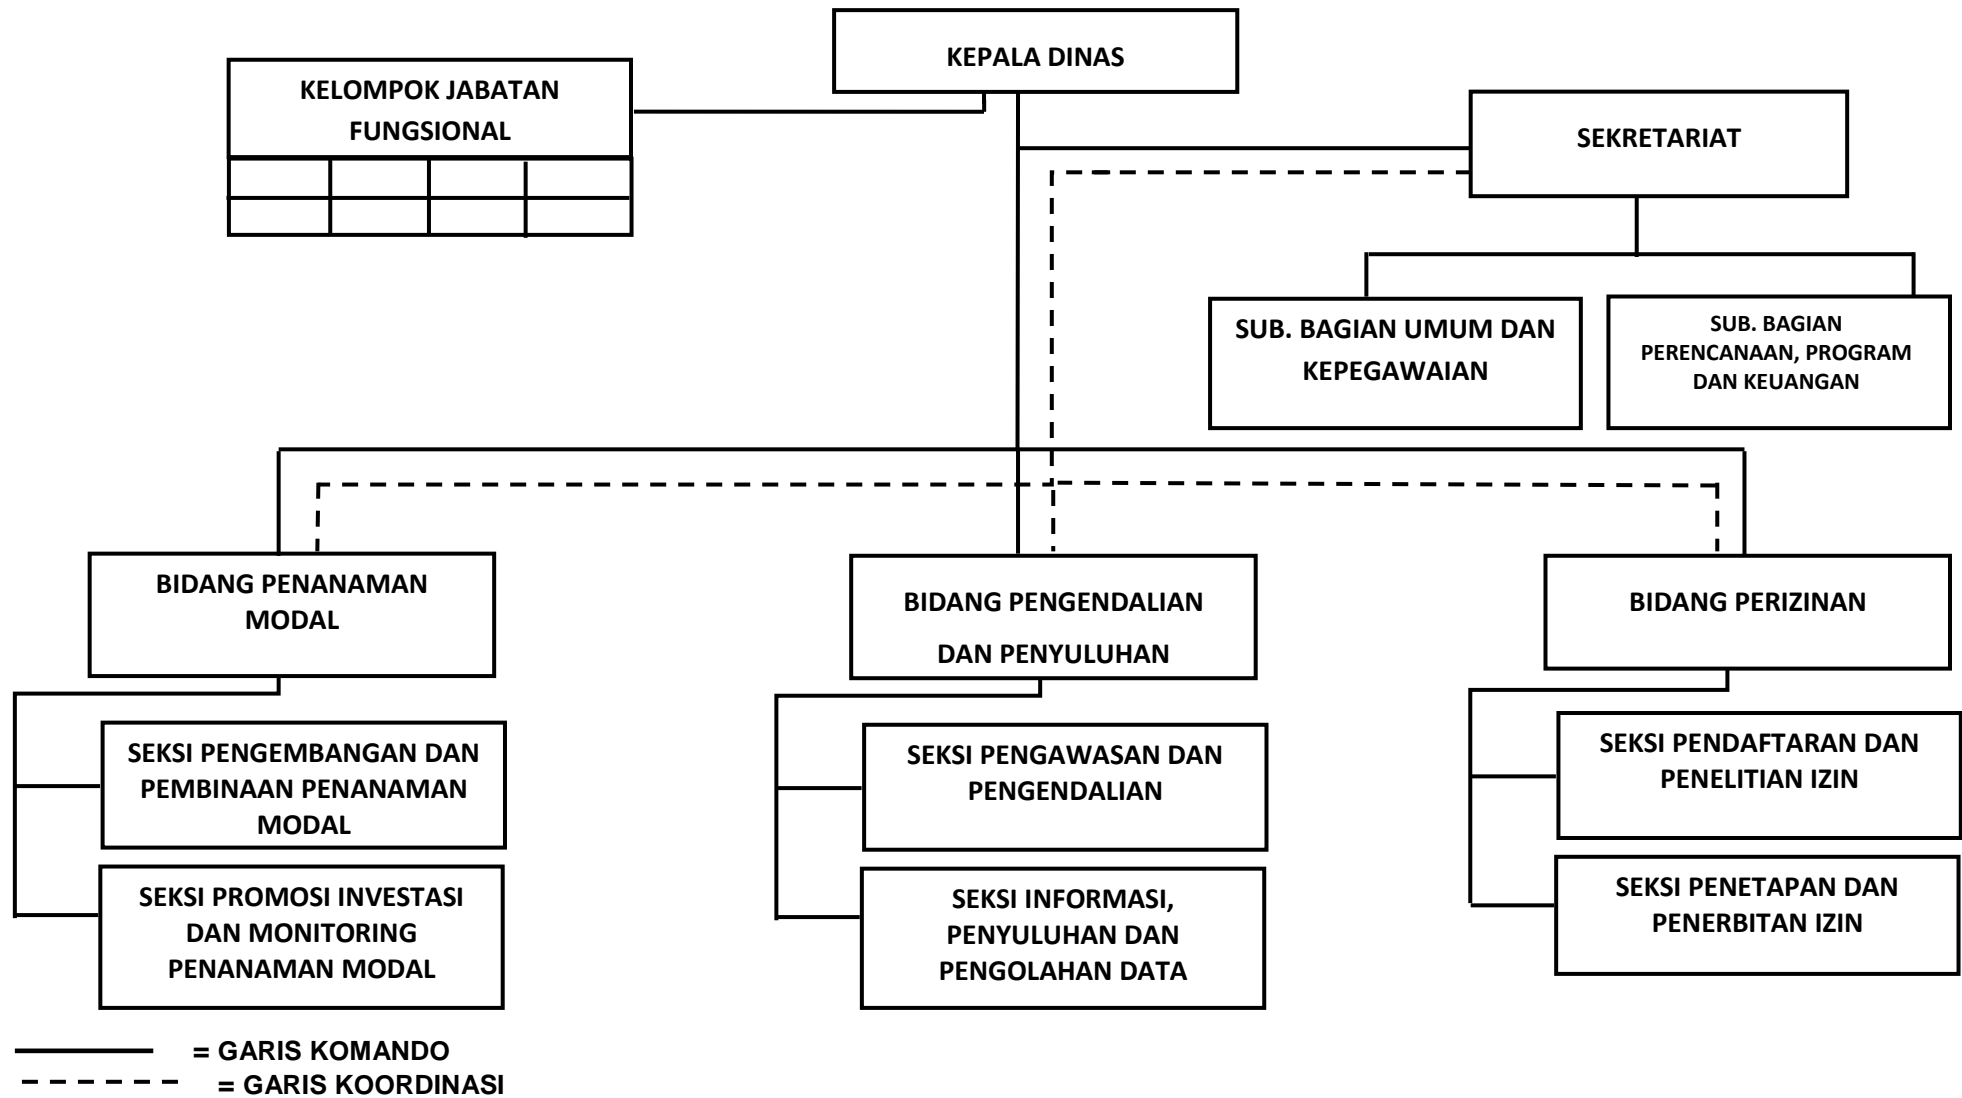 KEPALA DINAS
KELOMPOK JABATAN
FUNGSIONAL
SEKRETARIAT
SUB. BAGIAN UMUM DAN
KEPEGAWAIAN
SUB. BAGIAN
PERENCANAAN, PROGRAM
DAN KEUANGAN
BIDANG PENANAMAN
MODAL
BIDANG PENGENDALIAN
DAN PENYULUHAN
BIDANG PERIZINAN
SEKSI PENGEMBANGAN DAN
PEMBINAAN PENANAMAN
MODAL
SEKSI PROMOSI INVESTASI
DAN MONITORING
PENANAMAN MODAL
SEKSI PENGAWASAN DAN
PENGENDALIAN
SEKSI INFORMASI,
PENYULUHAN DAN
PENGOLAHAN DATA
SEKSI PENDAFTARAN DAN
PENELITIAN IZIN
SEKSI PENETAPAN DAN
PENERBITAN IZIN
= GARIS KOMANDO
= GARIS KOORDINASI